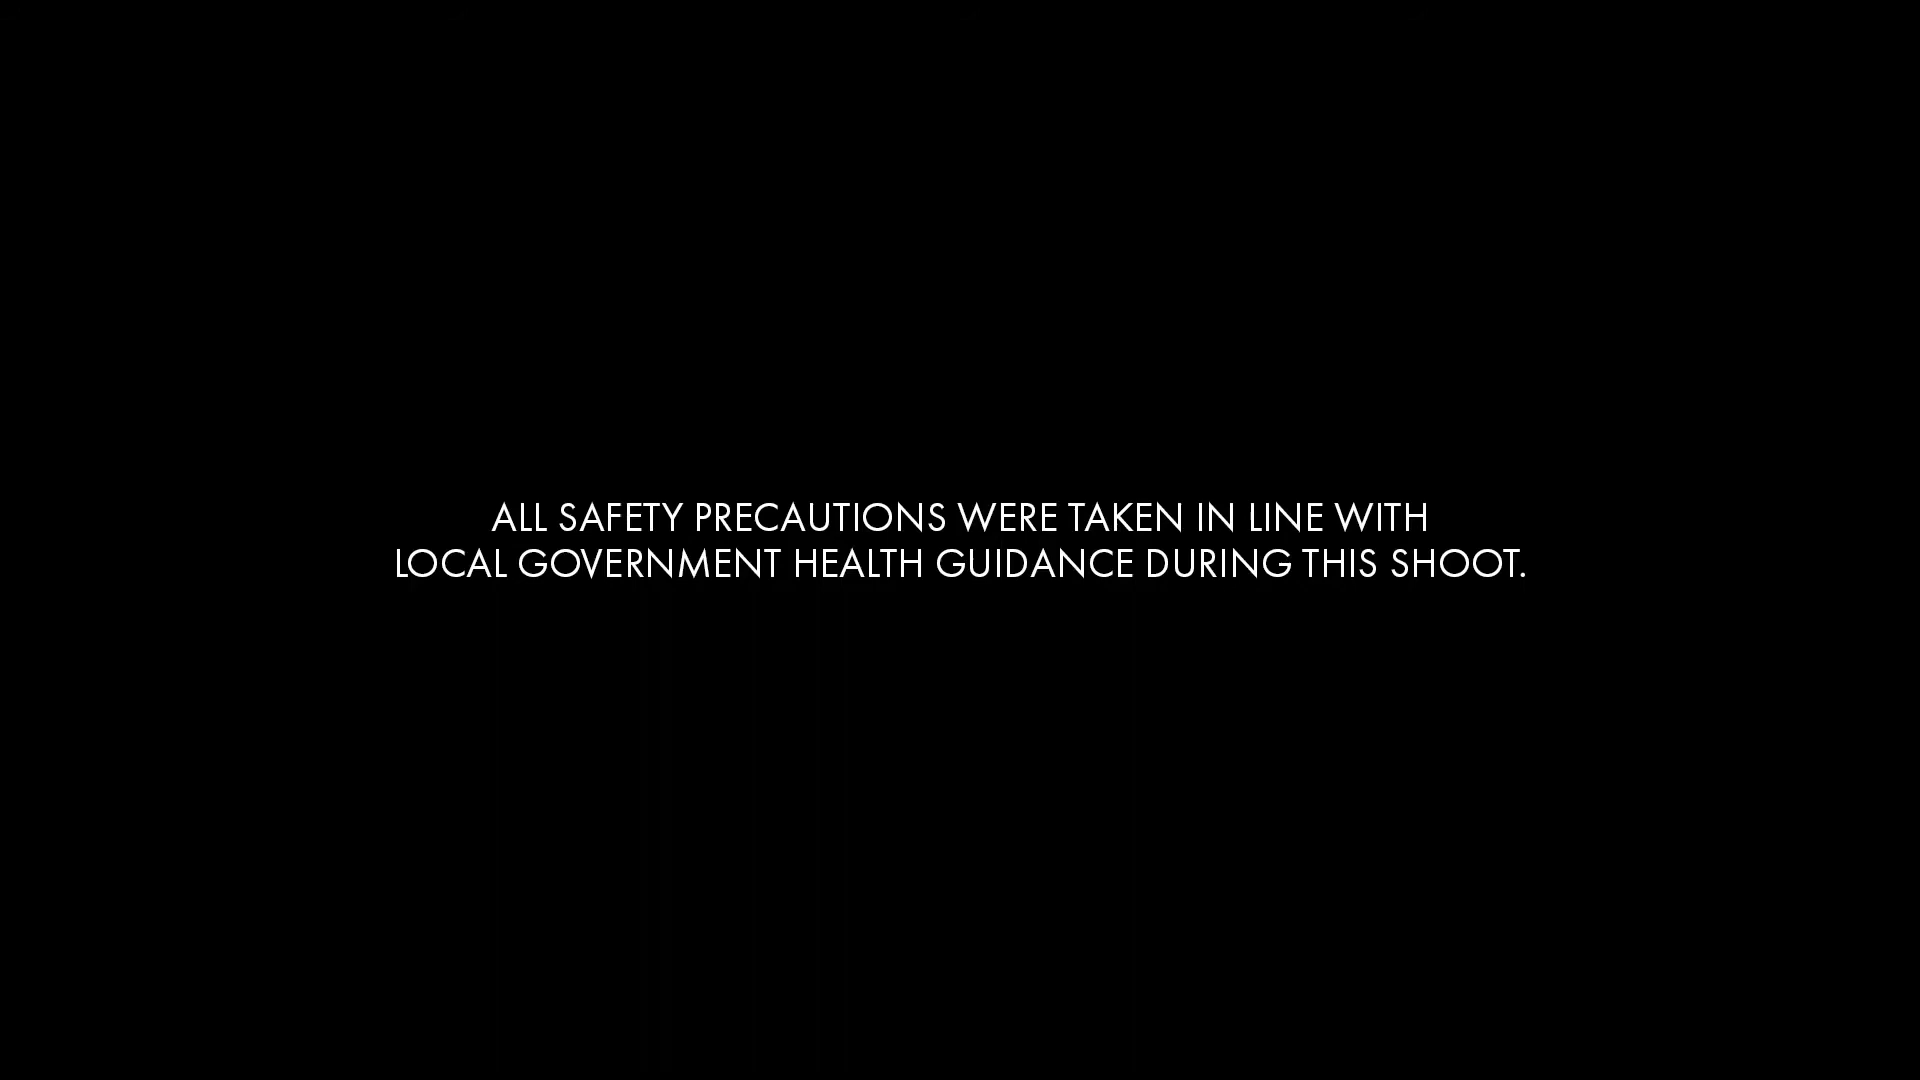 ALL SAFETY PRECAUTIONS WERE TAKEN IN LINE WITH
LOCAL GOVERNMENT HEALTH GUIDANCE DURING THIS SHOOT.